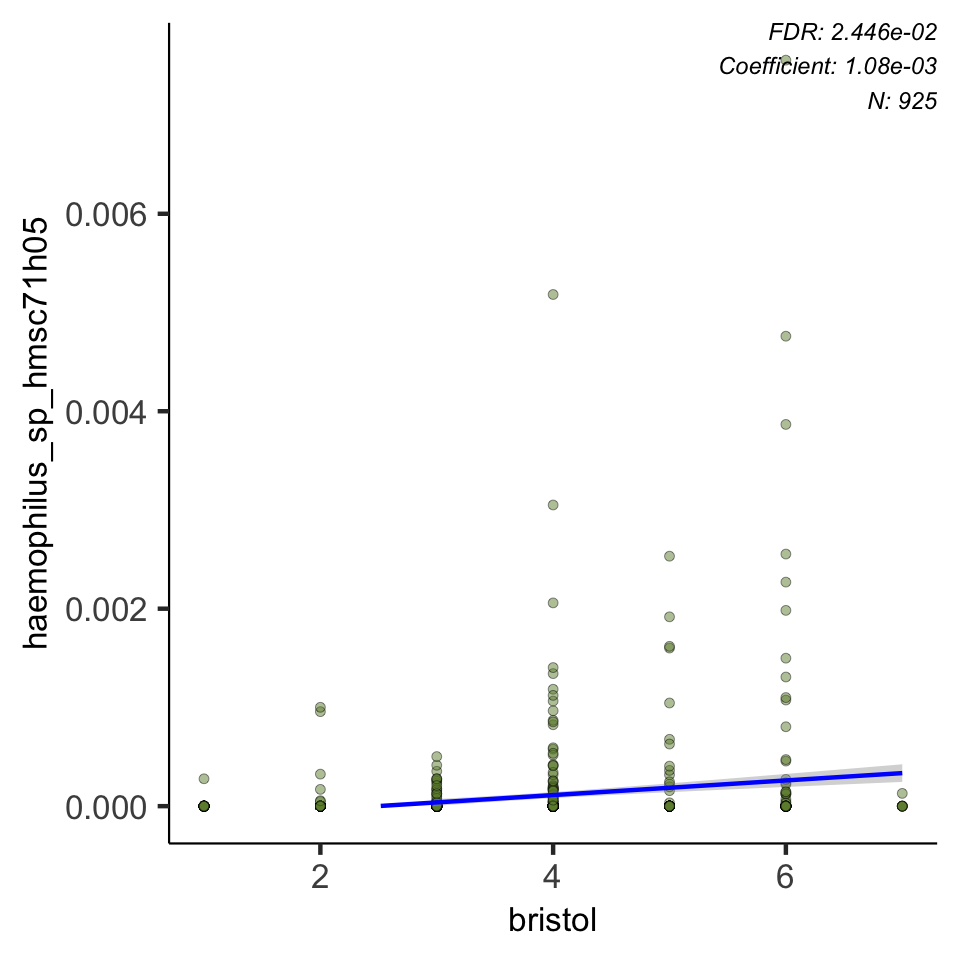 FDR: 2.446e-02
Coefficient: 1.08e-03
N: 925
haemophilus_sp_hmsc71h05
0.006
0.004
0.002
0.000
2 4 6
bristol